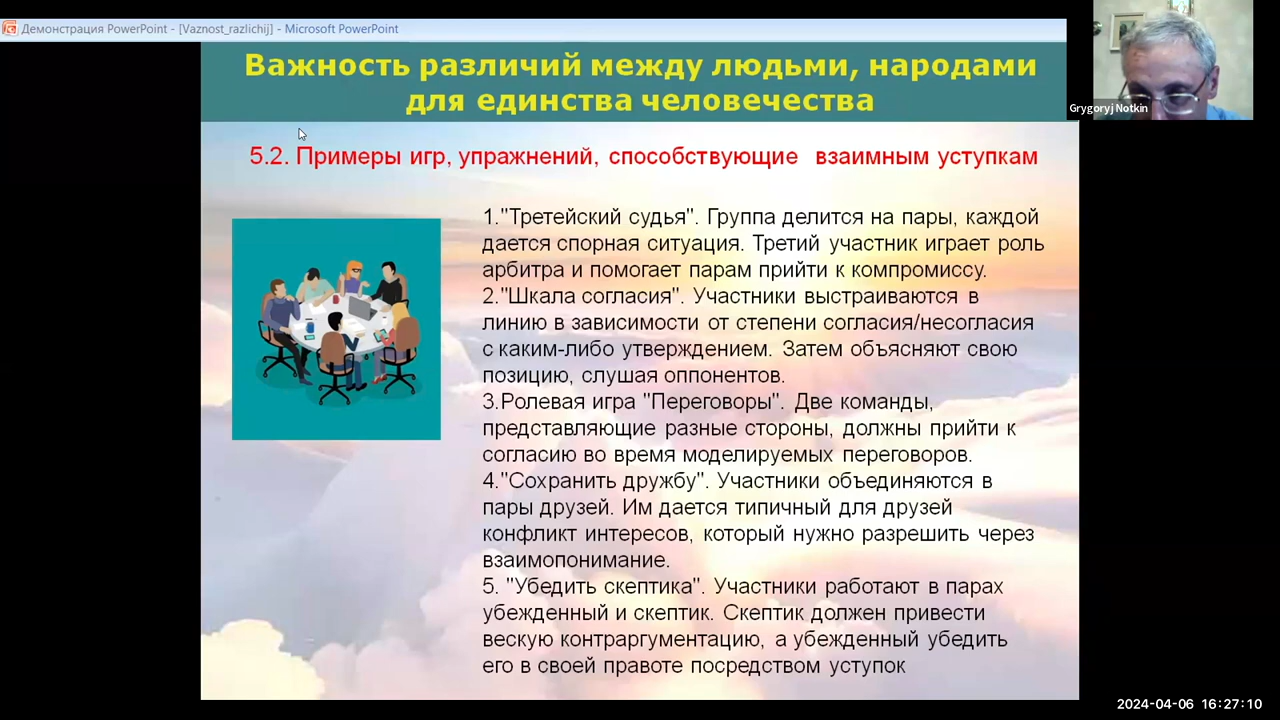 Демонстрация PowerPoint - [Vaznost_razlichij] - Microsoft PowerPoint
Важность различий между людьми, народами
для единства человечества
Grygoryj Notkin
5.2. Примеры игр, упражнений, способствующие взаимным уступкам
1."Третейский судья". Группа делится на пары, каждой
дается спорная ситуация. Третий участник играет роль
арбитра и помогает парам прийти к компромиссу.
2."Шкала согласия". Участники выстраиваются в
линию в зависимости от степени согласия/несогласия
с каким-либо утверждением. Затем объясняют свою
позицию, слушая оппонентов.
3.Ролевая игра "Переговоры". Две команды,
представляющие разные стороны, должны прийти к
согласию во время моделируемых переговоров.
4."Сохранить дружбу". Участники объединяются в
пары друзей. Им дается типичный для друзей
конфликт интересов, который нужно разрешить через
взаимопонимание.
5. "Убедить скептика". Участники работают в парах
убежденный и скептик. Скептик должен привести
вескую контраргументацию, а убежденный убедить
его в своей правоте посредством уступок
2024-04-06 16:27:10